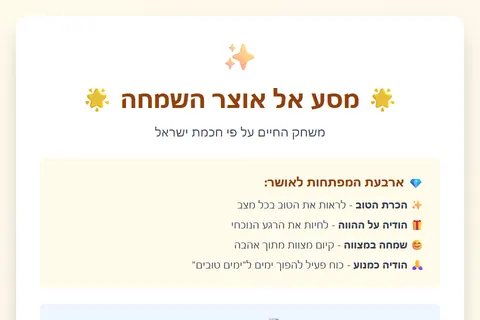 🌟 מסע אל אוצר השמחה 🌟
משחק החיים על פי חכמת ישראל
💎 ארבעת המפתחות לאושר:
✨ הכרת הטוב - לראות את הטוב בכל מצב
🎁 הודיה על ההווה - לחיות את הרגע הנוכחי
😊 שמחה במצווה - קיום מצוות מתוך אהבה
🙏 הודיה כמנוע - כוח פעיל להפוך ימים ל"ימים טובים"